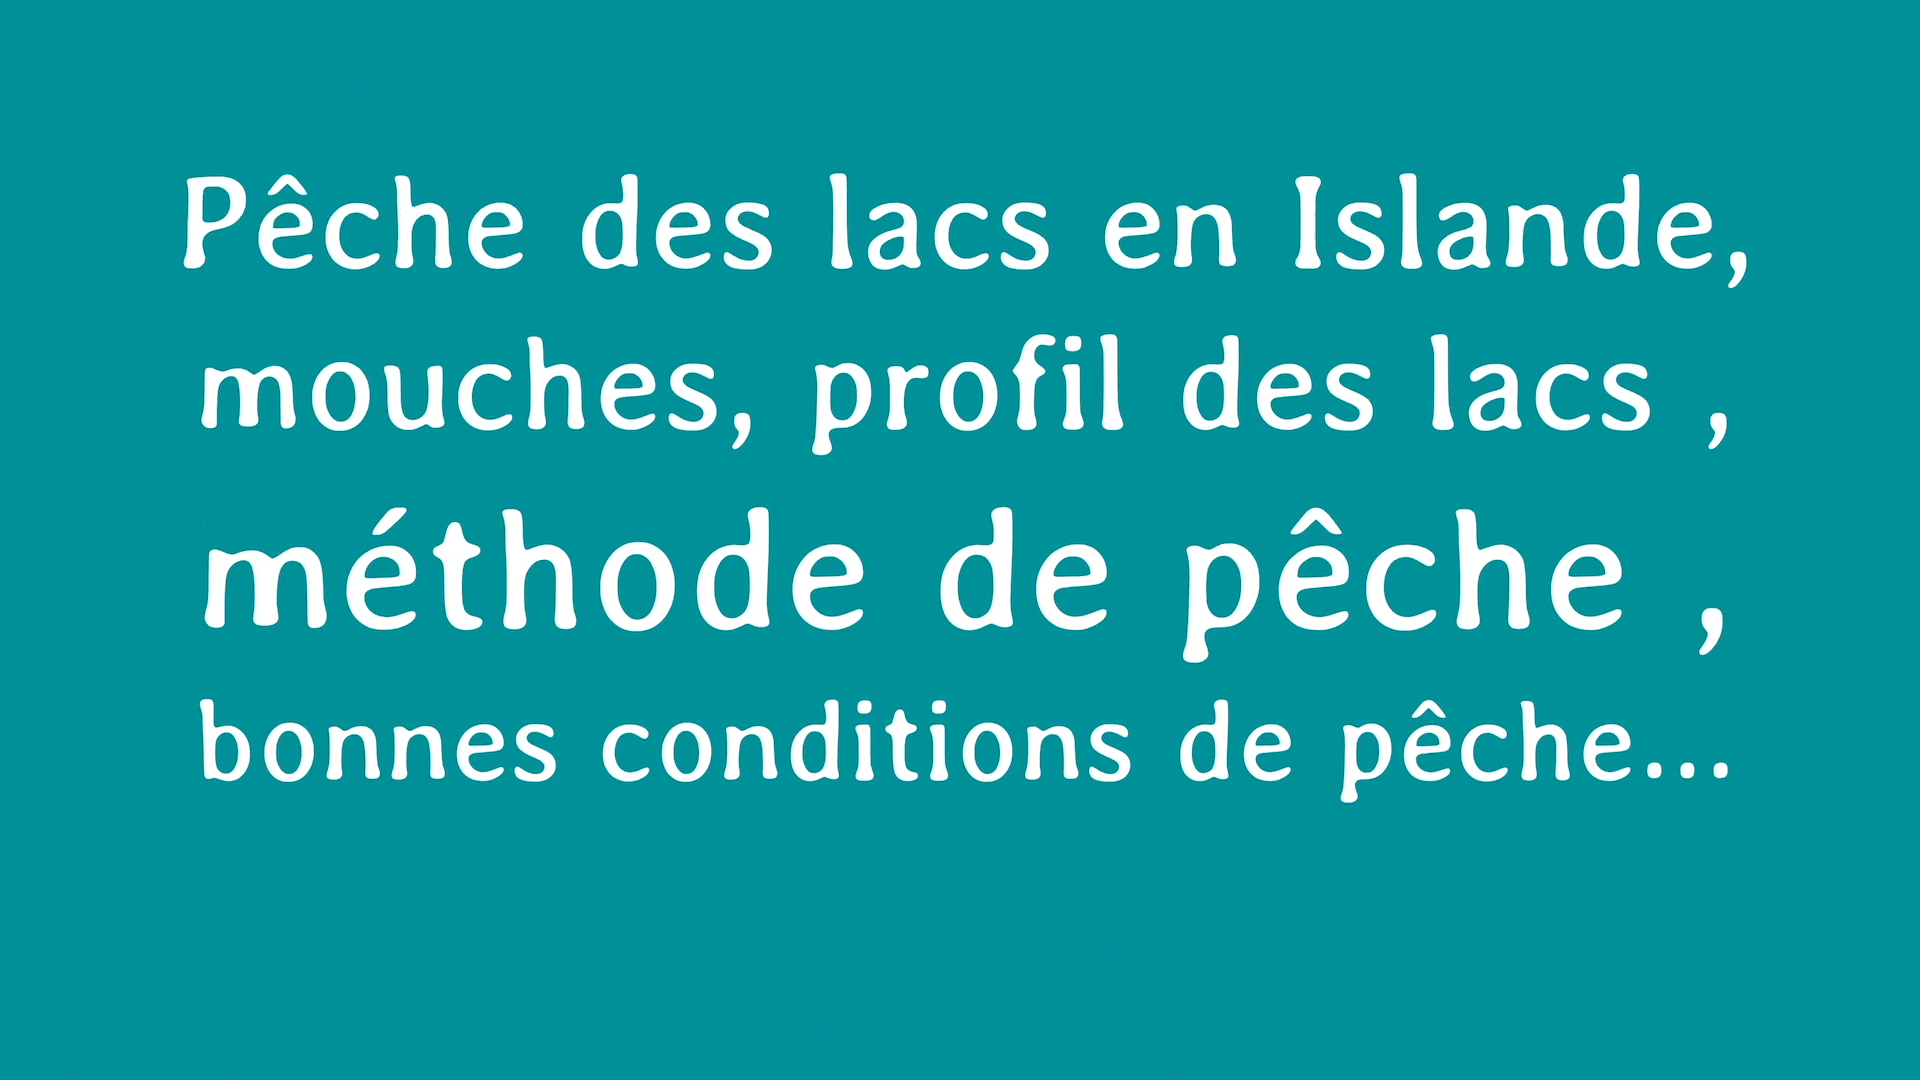 Pêche des lacs en Islande,
mouches, profil des lacs ,
méthode de pêche ,
bonnes conditions de pêche...